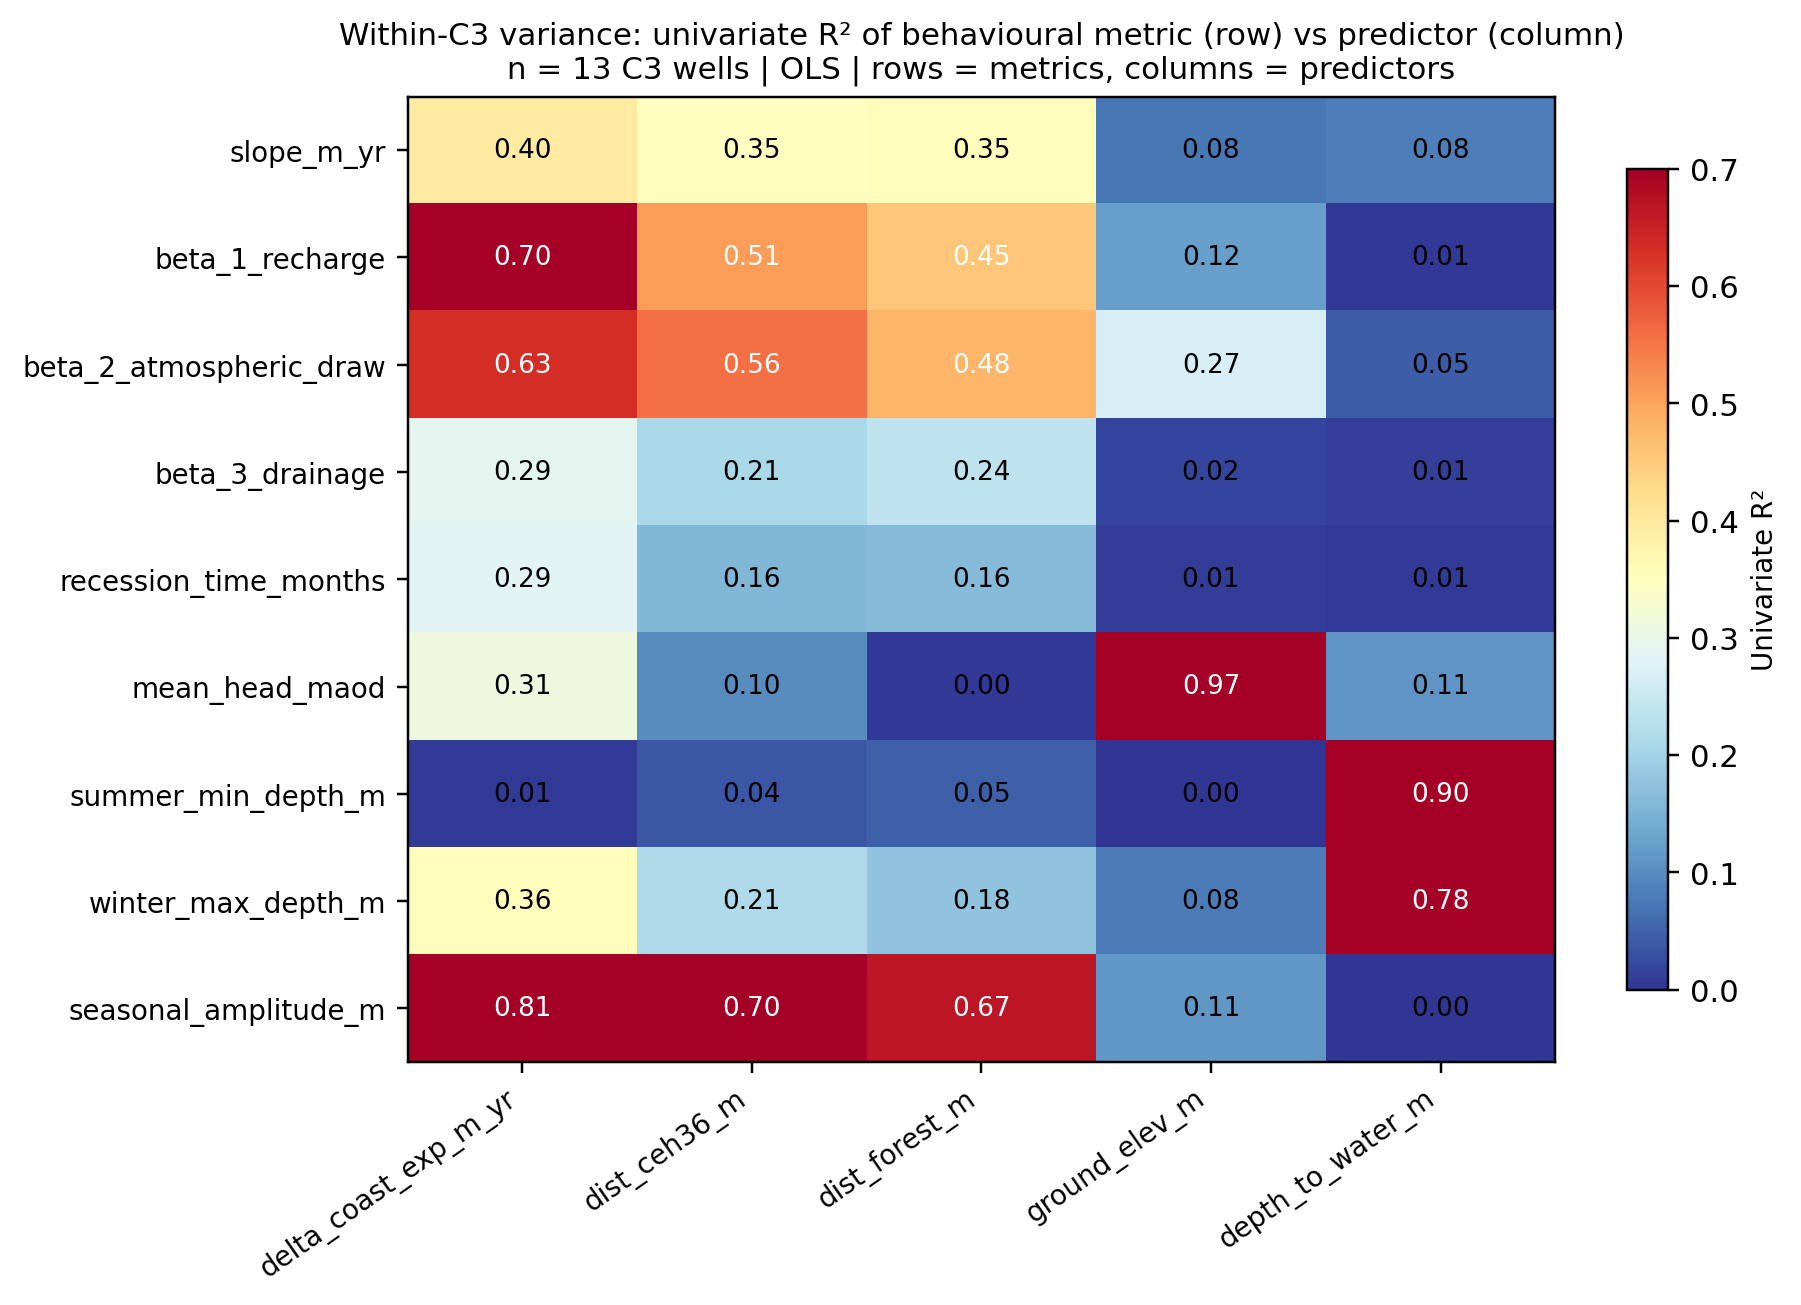 Within-C3 variance: univariate R² of behavioural metric (row) vs predictor (column)
n = 13 C3 wells | OLS | rows = metrics, columns = predictors
slope_m_yr 0.40 0.35 0.35 0.08 0.08
beta_1_recharge 0.70 0.51 0.45 0.12 0.01
beta_2_atmospheric_draw 0.63 0.56 0.48 0.27 0.05
beta_3_drainage 0.29 0.21 0.24 0.02 0.01
recession_time_months 0.29 0.16 0.16 0.01 0.01
mean_head_maod 0.31 0.10 0.00 0.97 0.11
summer_min_depth_m 0.01 0.04 0.05 0.00 0.90
winter_max_depth_m 0.36 0.21 0.18 0.08 0.78
seasonal_amplitude_m 0.81 0.70 0.67 0.11 0.00
delta_coast_exp_m_yr
dist_ceh36_m
dist_forest_m
ground_elev_m
depth_to_water_m
0.7
0.6
0.5
0.4
0.3
0.2
0.1
0.0
Univariate R²